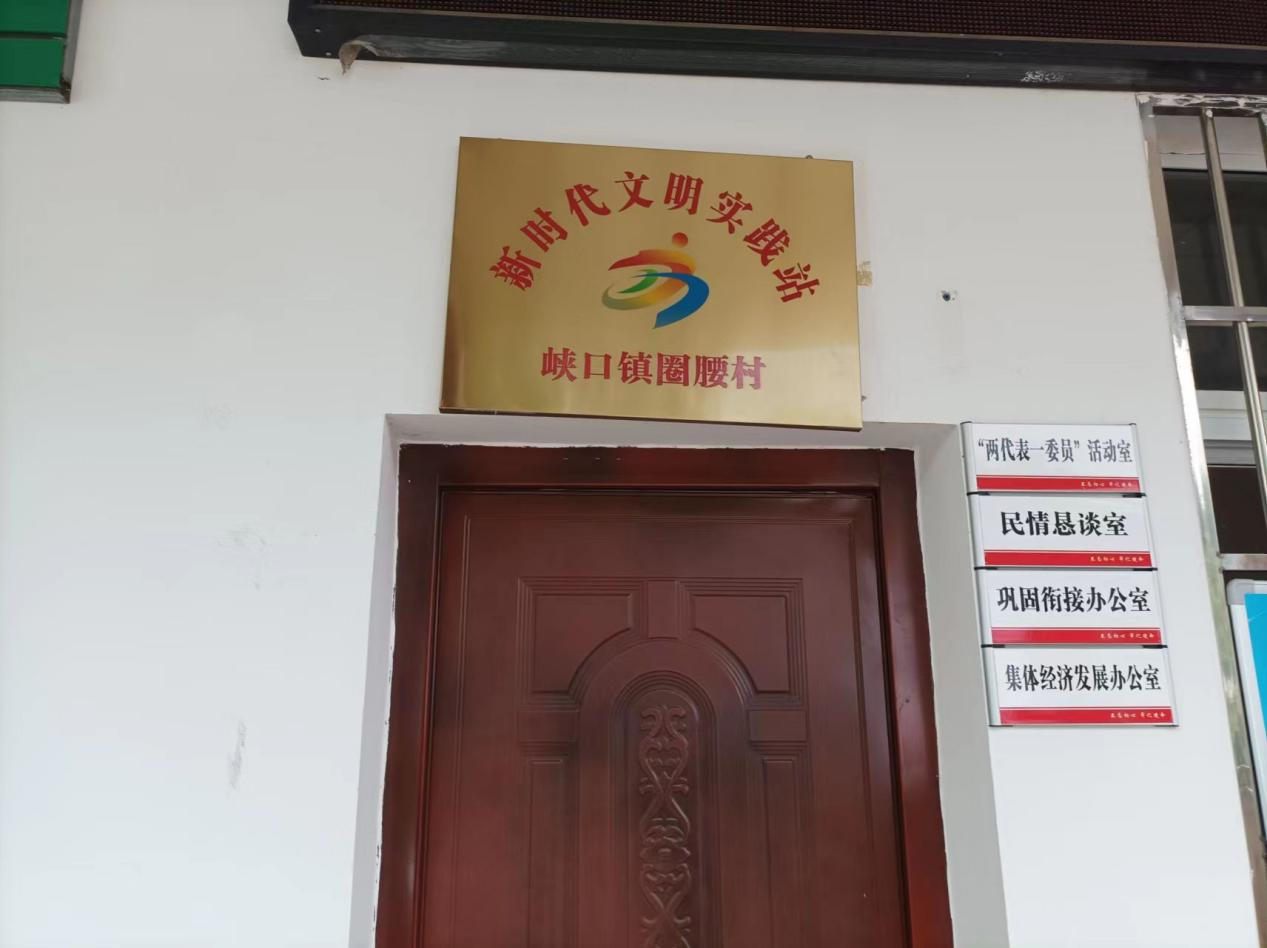 新时代文明实践站
峡口镇圈腰村
“两代表一委员”活动室
民情恳谈室
巩固衔接办公室
集体经济发展办公室